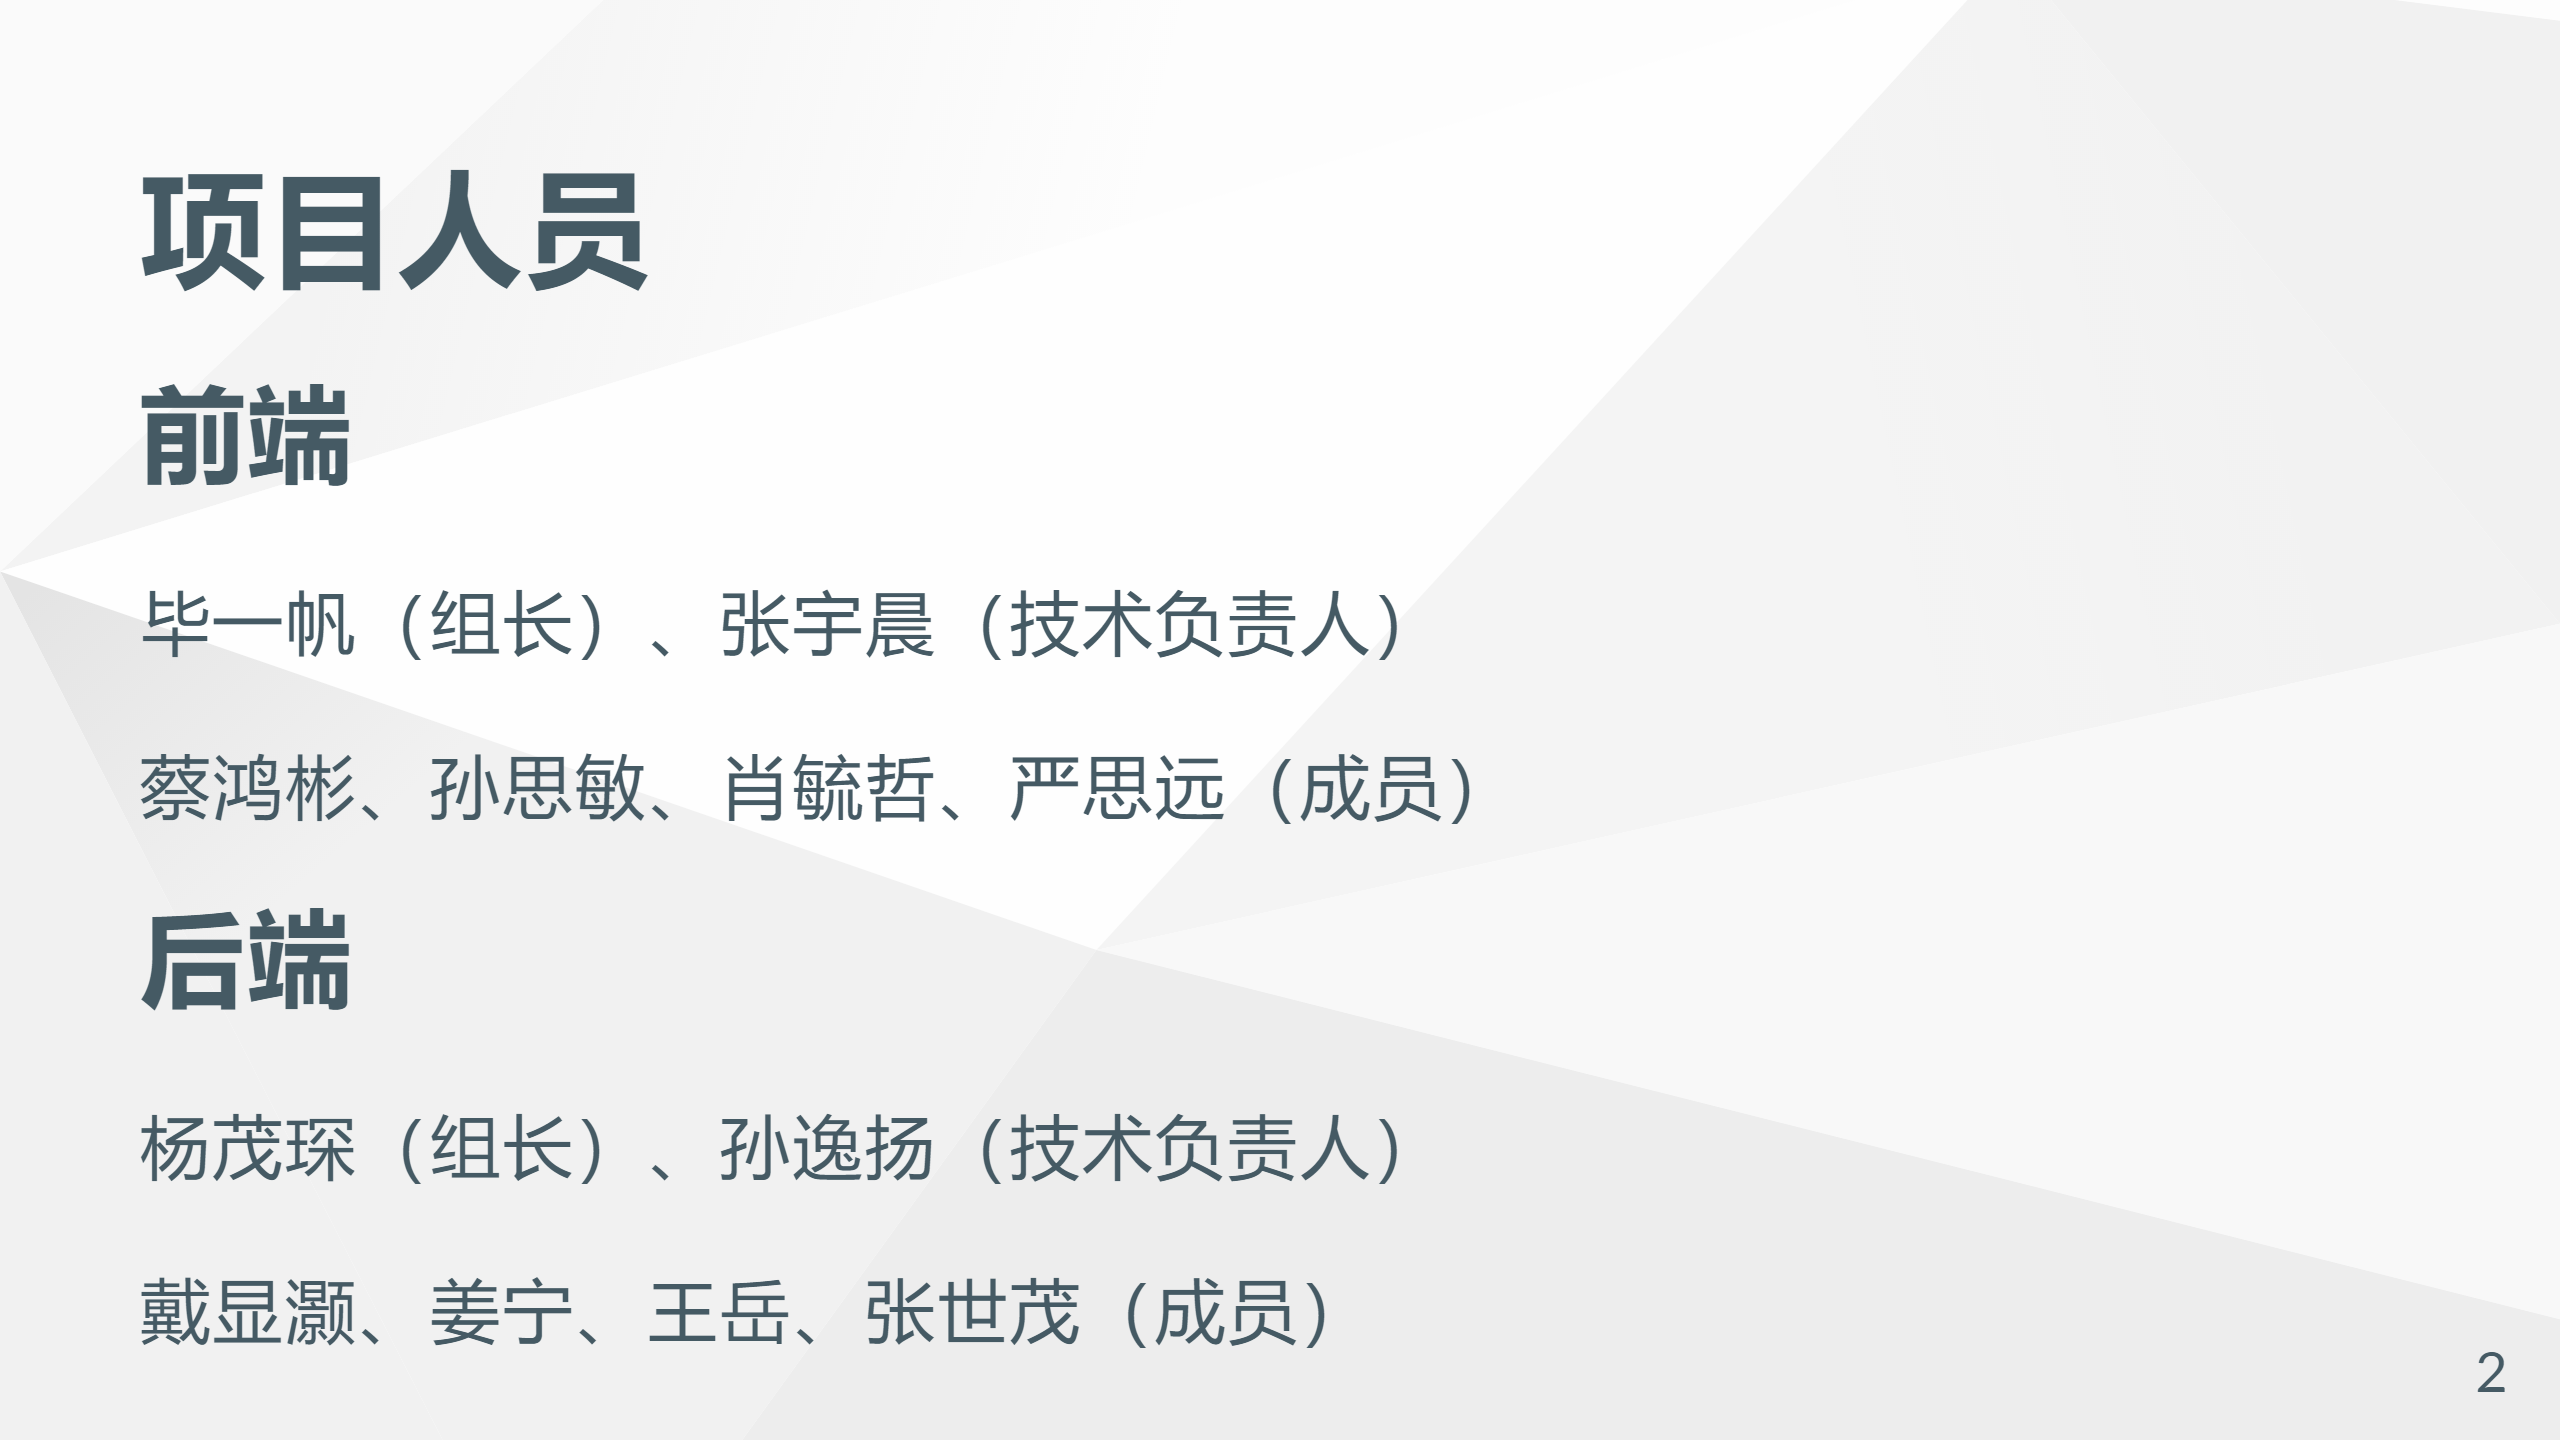 项目人员
前端
毕一帆（组长）、张宇晨（技术负责人）
蔡鸿彬、孙思敏、肖毓哲、严思远（成员）
后端
杨茂琛（组长）、孙逸扬（技术负责人）
戴显灏、姜宁、王岳、张世茂（成员）
2